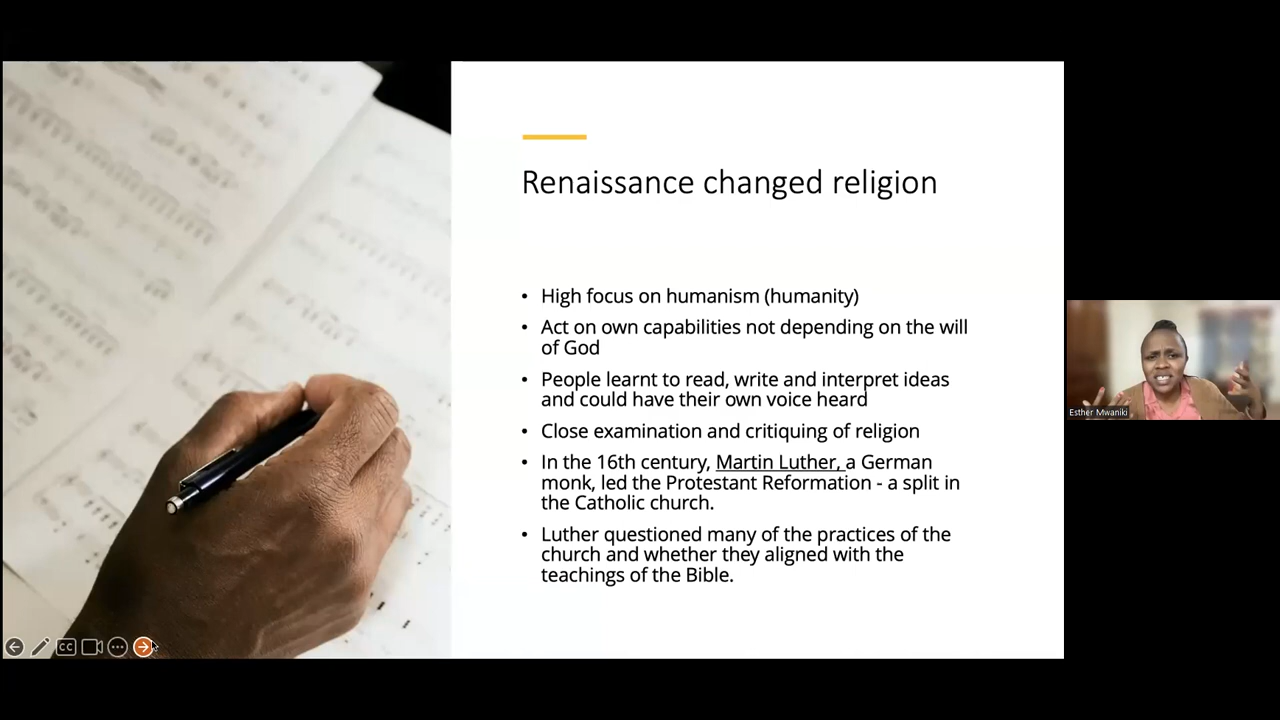 Renaissance changed religion
• High focus on humanism (humanity)
• Act on own capabilities not depending on the will
of God
• People learnt to read, write and interpret ideas
and could have their own voice heard
• Close examination and critiquing of religion
• In the 16th century, Martin Luther, a German
monk, led the Protestant Reformation - a split in
the Catholic church.
• Luther questioned many of the practices of the
church and whether they aligned with the
teachings of the Bible.
Esther Mwaniki
CC